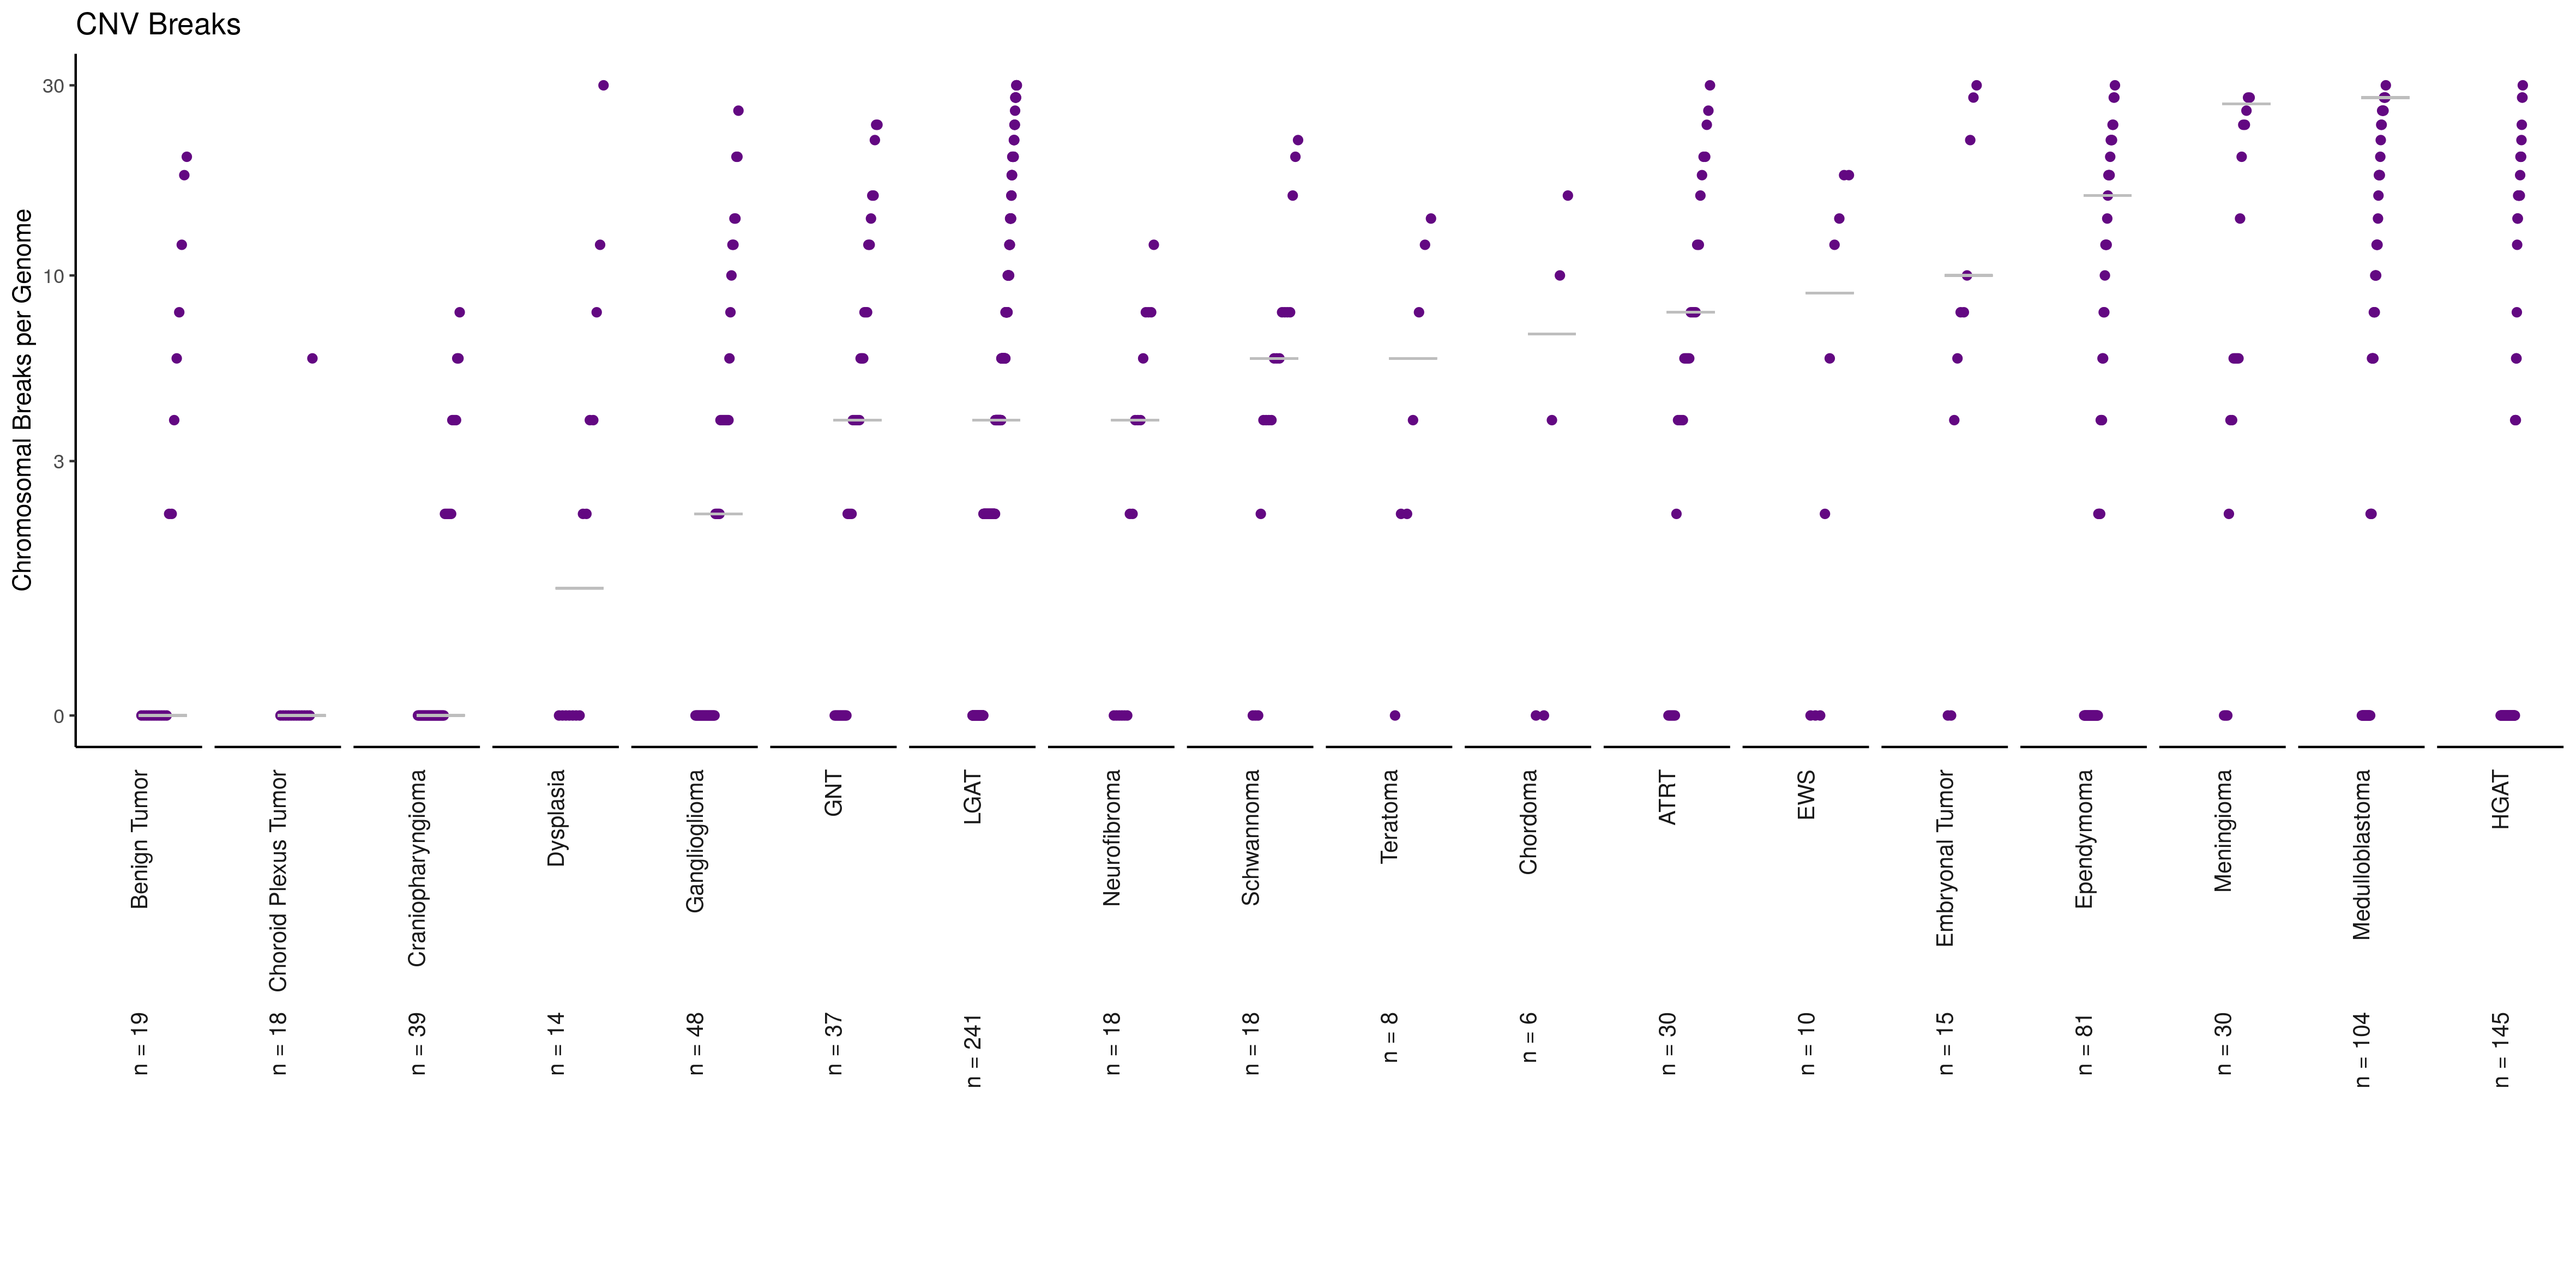 CNV Breaks
Chromosomal Breaks per Genome
30
10
3
0
Benign Tumor
Choroid Plexus Tumor
Craniopharyngioma
Dysplasia
Ganglioglioma
GNT
LGAT
Neurofibroma
Schwannoma
Teratoma
Chordoma
ATRT
EWS
Embryonal Tumor
Ependymoma
Meningioma
Medulloblastoma
HGAT
n = 19
n = 18
n = 39
n = 14
n = 48
n = 37
n = 241
n = 18
n = 18
n = 8
n = 6
n = 30
n = 10
n = 15
n = 81
n = 30
n = 104
n = 145